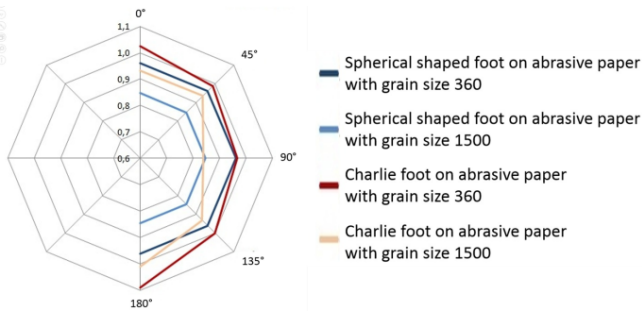 0°
1,1
1,0
0,9
0,8
0,7
0,6
45°
90°
135°
180°
Spherical shaped foot on abrasive paper
with grain size 360
Spherical shaped foot on abrasive paper
with grain size 1500
Charlie foot on abrasive paper
with grain size 360
Charlie foot on abrasive paper
with grain size 1500